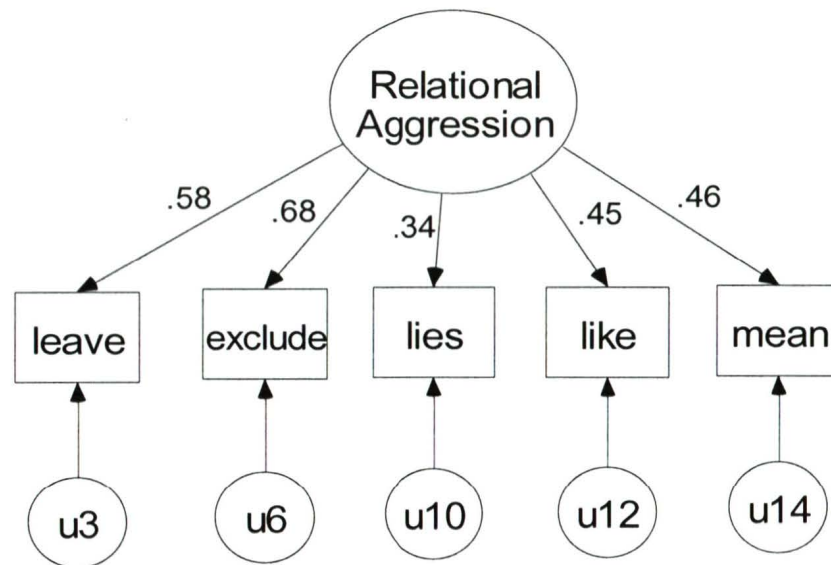 Relational
Aggression
.58
.68
.34
.45
.46
leave
exclude
lies
like
mean
u3
u6
u10
u12
u14